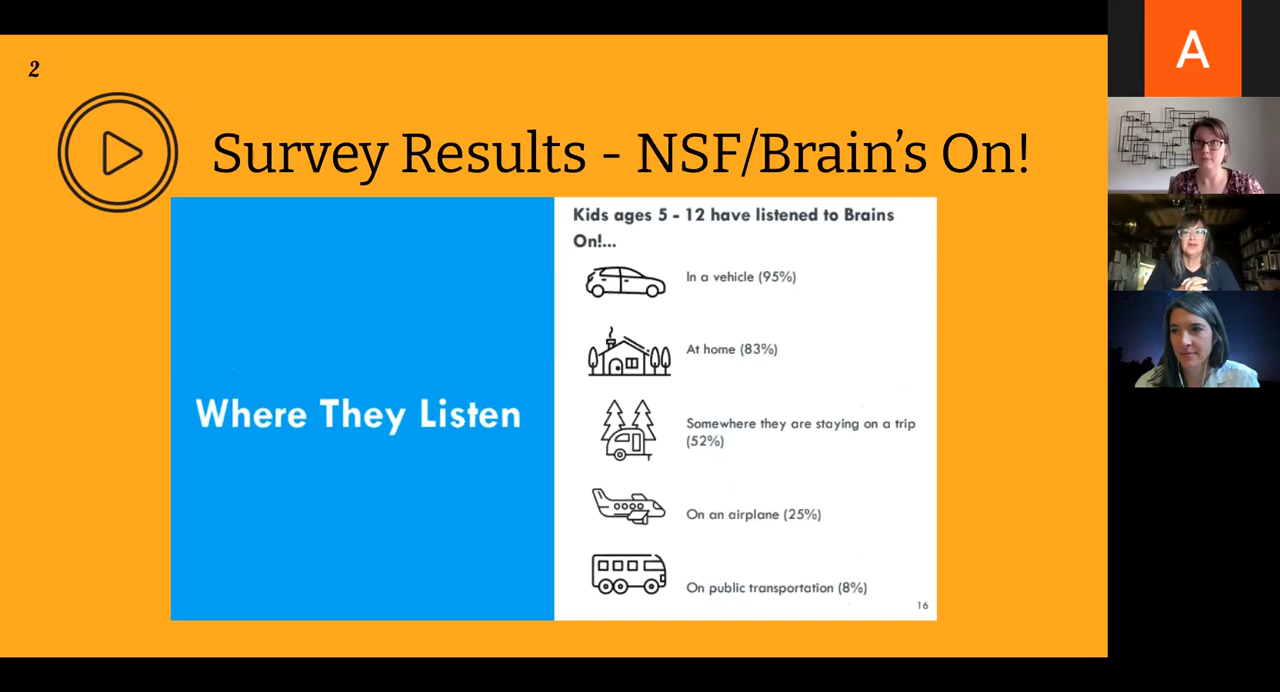 2
Survey Results - NSF/Brain's On!
Where They Listen
Kids ages 5 - 12 have listened to Brains
On!...
In a vehicle (95%)
At home (83%)
Somewhere they are staying on a trip
(52%)
On an airplane (25%)
On public transportation (8%)
16
A